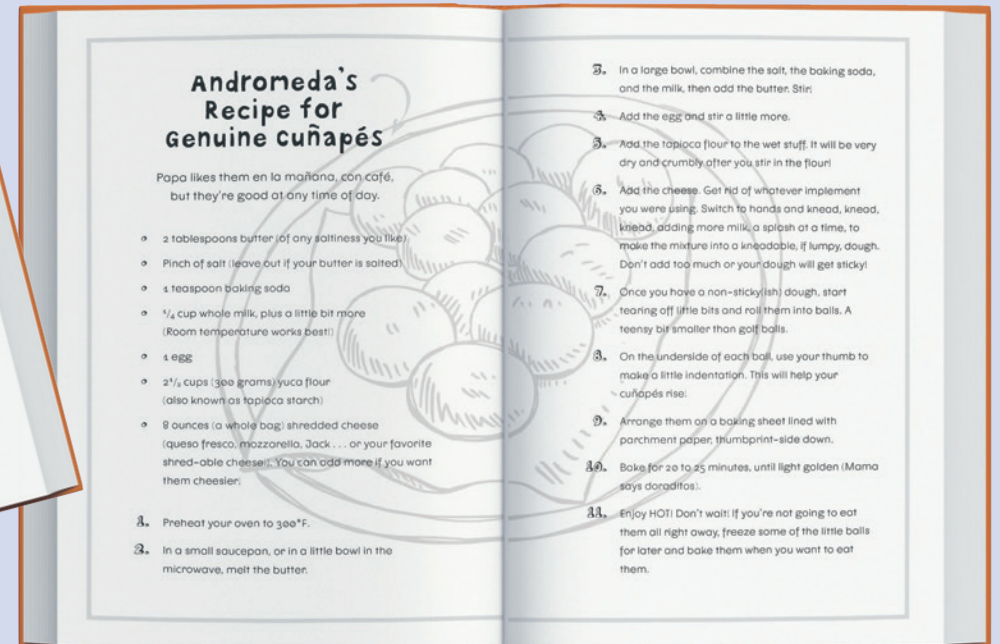 Andromeda's
Recipe for
Genuine cuñapés
Papa likes them en la mañana, con café,
but they're good at any time of day.
2 tablespoons butter (of any saltiness you like)
Pinch of salt (leave out if your butter is salted)
1 teaspoon baking soda
1/4 cup whole milk, plus a little bit more
(Room temperature works best!)
1 egg
2 1/2 cups (300 grams) yuca flour
(also known as tapioca starch)
8 ounces (a whole bag) shredded cheese
(queso fresco, mozzarella, Jack . . . or your favorite
shred-able cheese!). You can add more if you want
them cheesier.
1. Preheat your oven to 300°F.
2. In a small saucepan, or in a little bowl in the
microwave, melt the butter.
3. In a large bowl, combine the salt, the baking soda,
and the milk, then add the butter. Stir!
4. Add the egg and stir a little more.
5. Add the tapioca flour to the wet stuff. It will be very
dry and crumbly after you stir in the flour!
6. Add the cheese. Get rid of whatever implement
you were using. Switch to hands and knead, knead,
knead, adding more milk, a splash at a time, to
make the mixture into a kneadable, if lumpy, dough.
Don't add too much or your dough will get sticky!
7. Once you have a non-sticky(ish) dough, start
tearing off little bits and roll them into balls. A
teensy bit smaller than golf balls.
8. On the underside of each ball, use your thumb to
make a little indentation. This will help your
cuñapés rise!
9. Arrange them on a baking sheet lined with
parchment paper, thumbprint-side down.
10. Bake for 20 to 25 minutes, until light golden (Mama
says doraditos).
11. Enjoy HOT! Don't wait! If you're not going to eat
them all right away, freeze some of the little balls
for later and bake them when you want to eat
them.